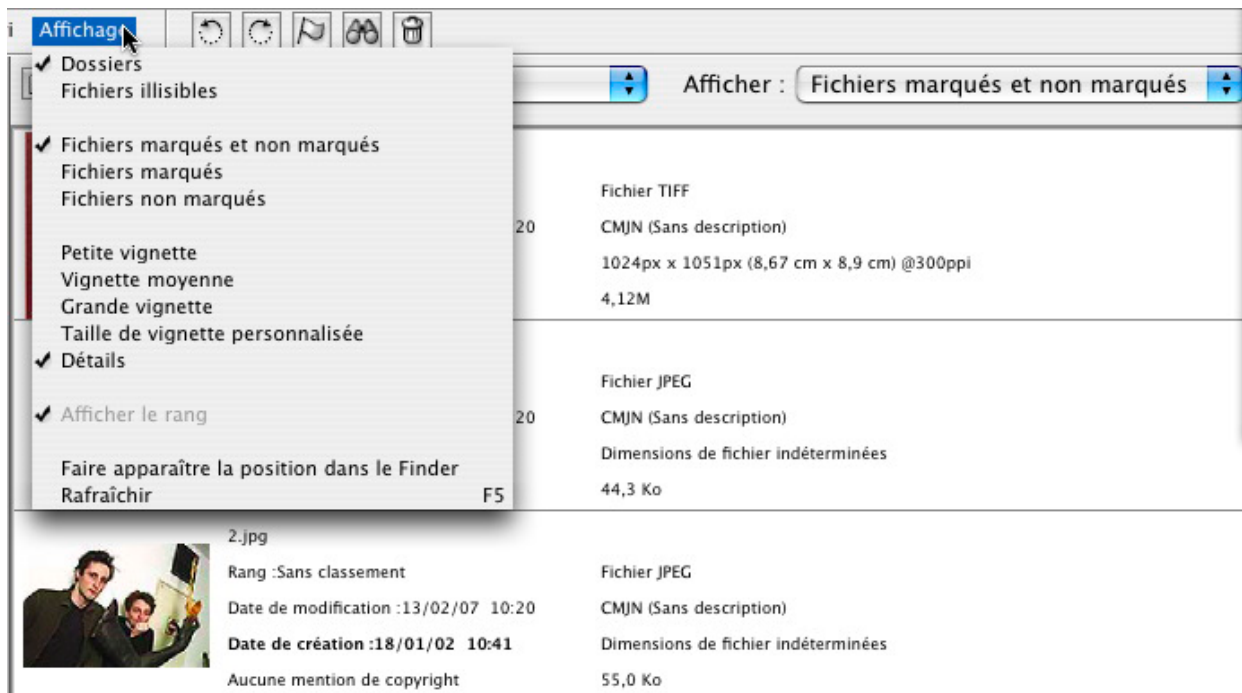 i Affichage
Dossiers
Fichiers illisibles
Afficher : Fichiers marqués et non marqués
Fichiers marqués et non marqués
Fichiers marqués
Fichiers non marqués
Petite vignette
Vignette moyenne
Grande vignette
Taille de vignette personnalisée
Détails
Afficher le rang
Faire apparaître la position dans le Finder
Rafraîchir F5
Fichier TIFF
20 CMJN (Sans description)
1024px x 1051px (8,67 cm x 8,9 cm) @300ppi
4,12M
Fichier JPEG
20 CMJN (Sans description)
Dimensions de fichier indéterminées
44,3 Ko
2.jpg
Rang :Sans classement Fichier JPEG
Date de modification :13/02/07 10:20 CMJN (Sans description)
Date de création :18/01/02 10:41 Dimensions de fichier indéterminées
Aucune mention de copyright 55,0 Ko